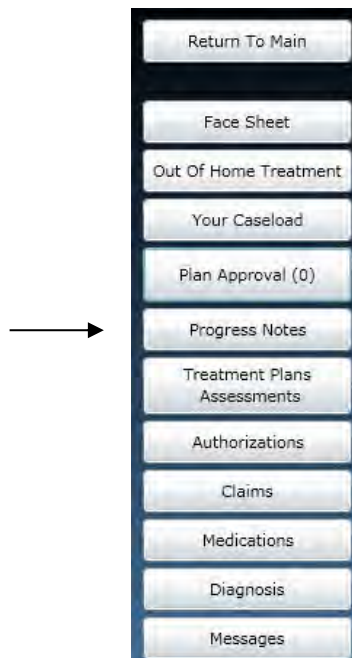 Return To Main
Face Sheet
Out Of Home Treatment
Your Caseload
Plan Approval (0)
Progress Notes
Treatment Plans
Assessments
Authorizations
Claims
Medications
Diagnosis
Messages